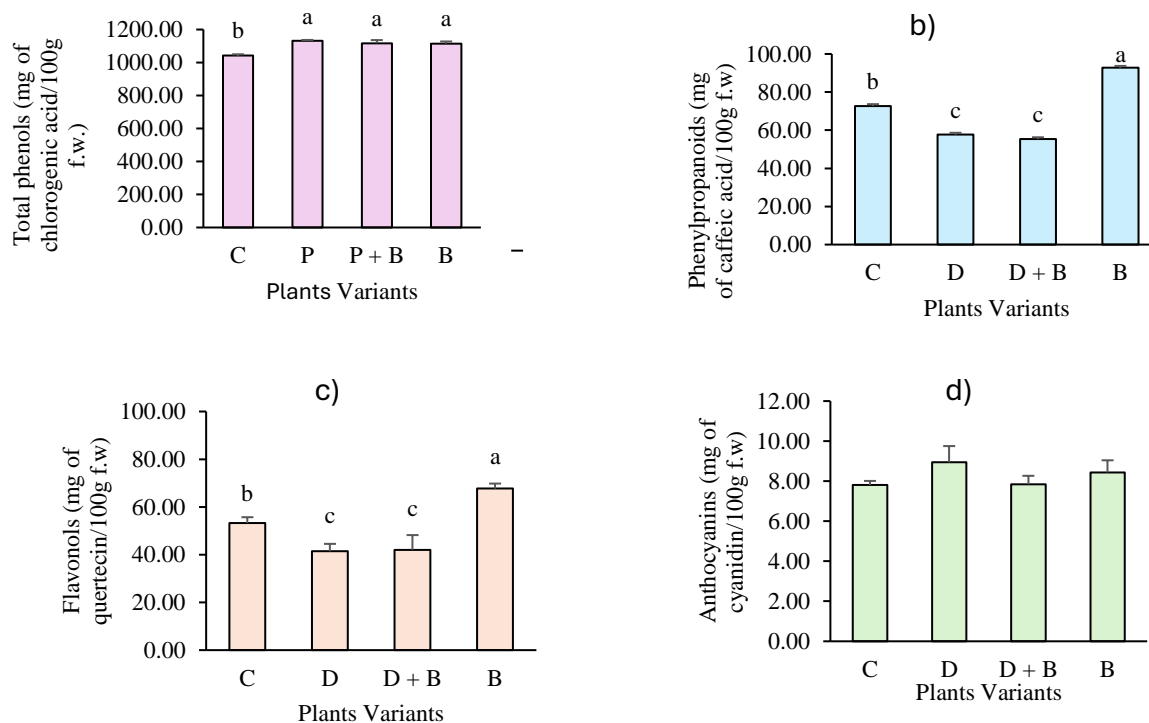 Total phenols (mg of
chlorogenic acid/100g
f.w.)
1200.00
1000.00
800.00
600.00
400.00
200.00
0.00
b
a
a
a
C
P
P + B
B
–
Plants Variants
b)
Phenylpropanoids (mg
of caffeic acid/100g f.w)
100.00
80.00
60.00
40.00
20.00
0.00
b
c
c
a
C
D
D + B
B
Plants Variants
c)
Flavonols (mg of
quertecin/100g f.w)
100.00
80.00
60.00
40.00
20.00
0.00
b
c
c
a
C
D
D + B
B
Plants Variants
d)
Anthocyanins (mg of
cyanidin/100g f.w)
12.00
10.00
8.00
6.00
4.00
2.00
0.00
C
D
D + B
B
Plants Variants